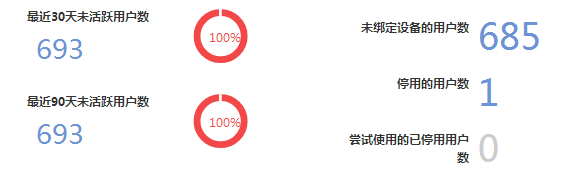 最近30天未活跃用户数
693
100%
最近90天未活跃用户数
693
100%
未绑定设备的用户数
685
停用的用户数
1
尝试使用的已停用用户
数
0